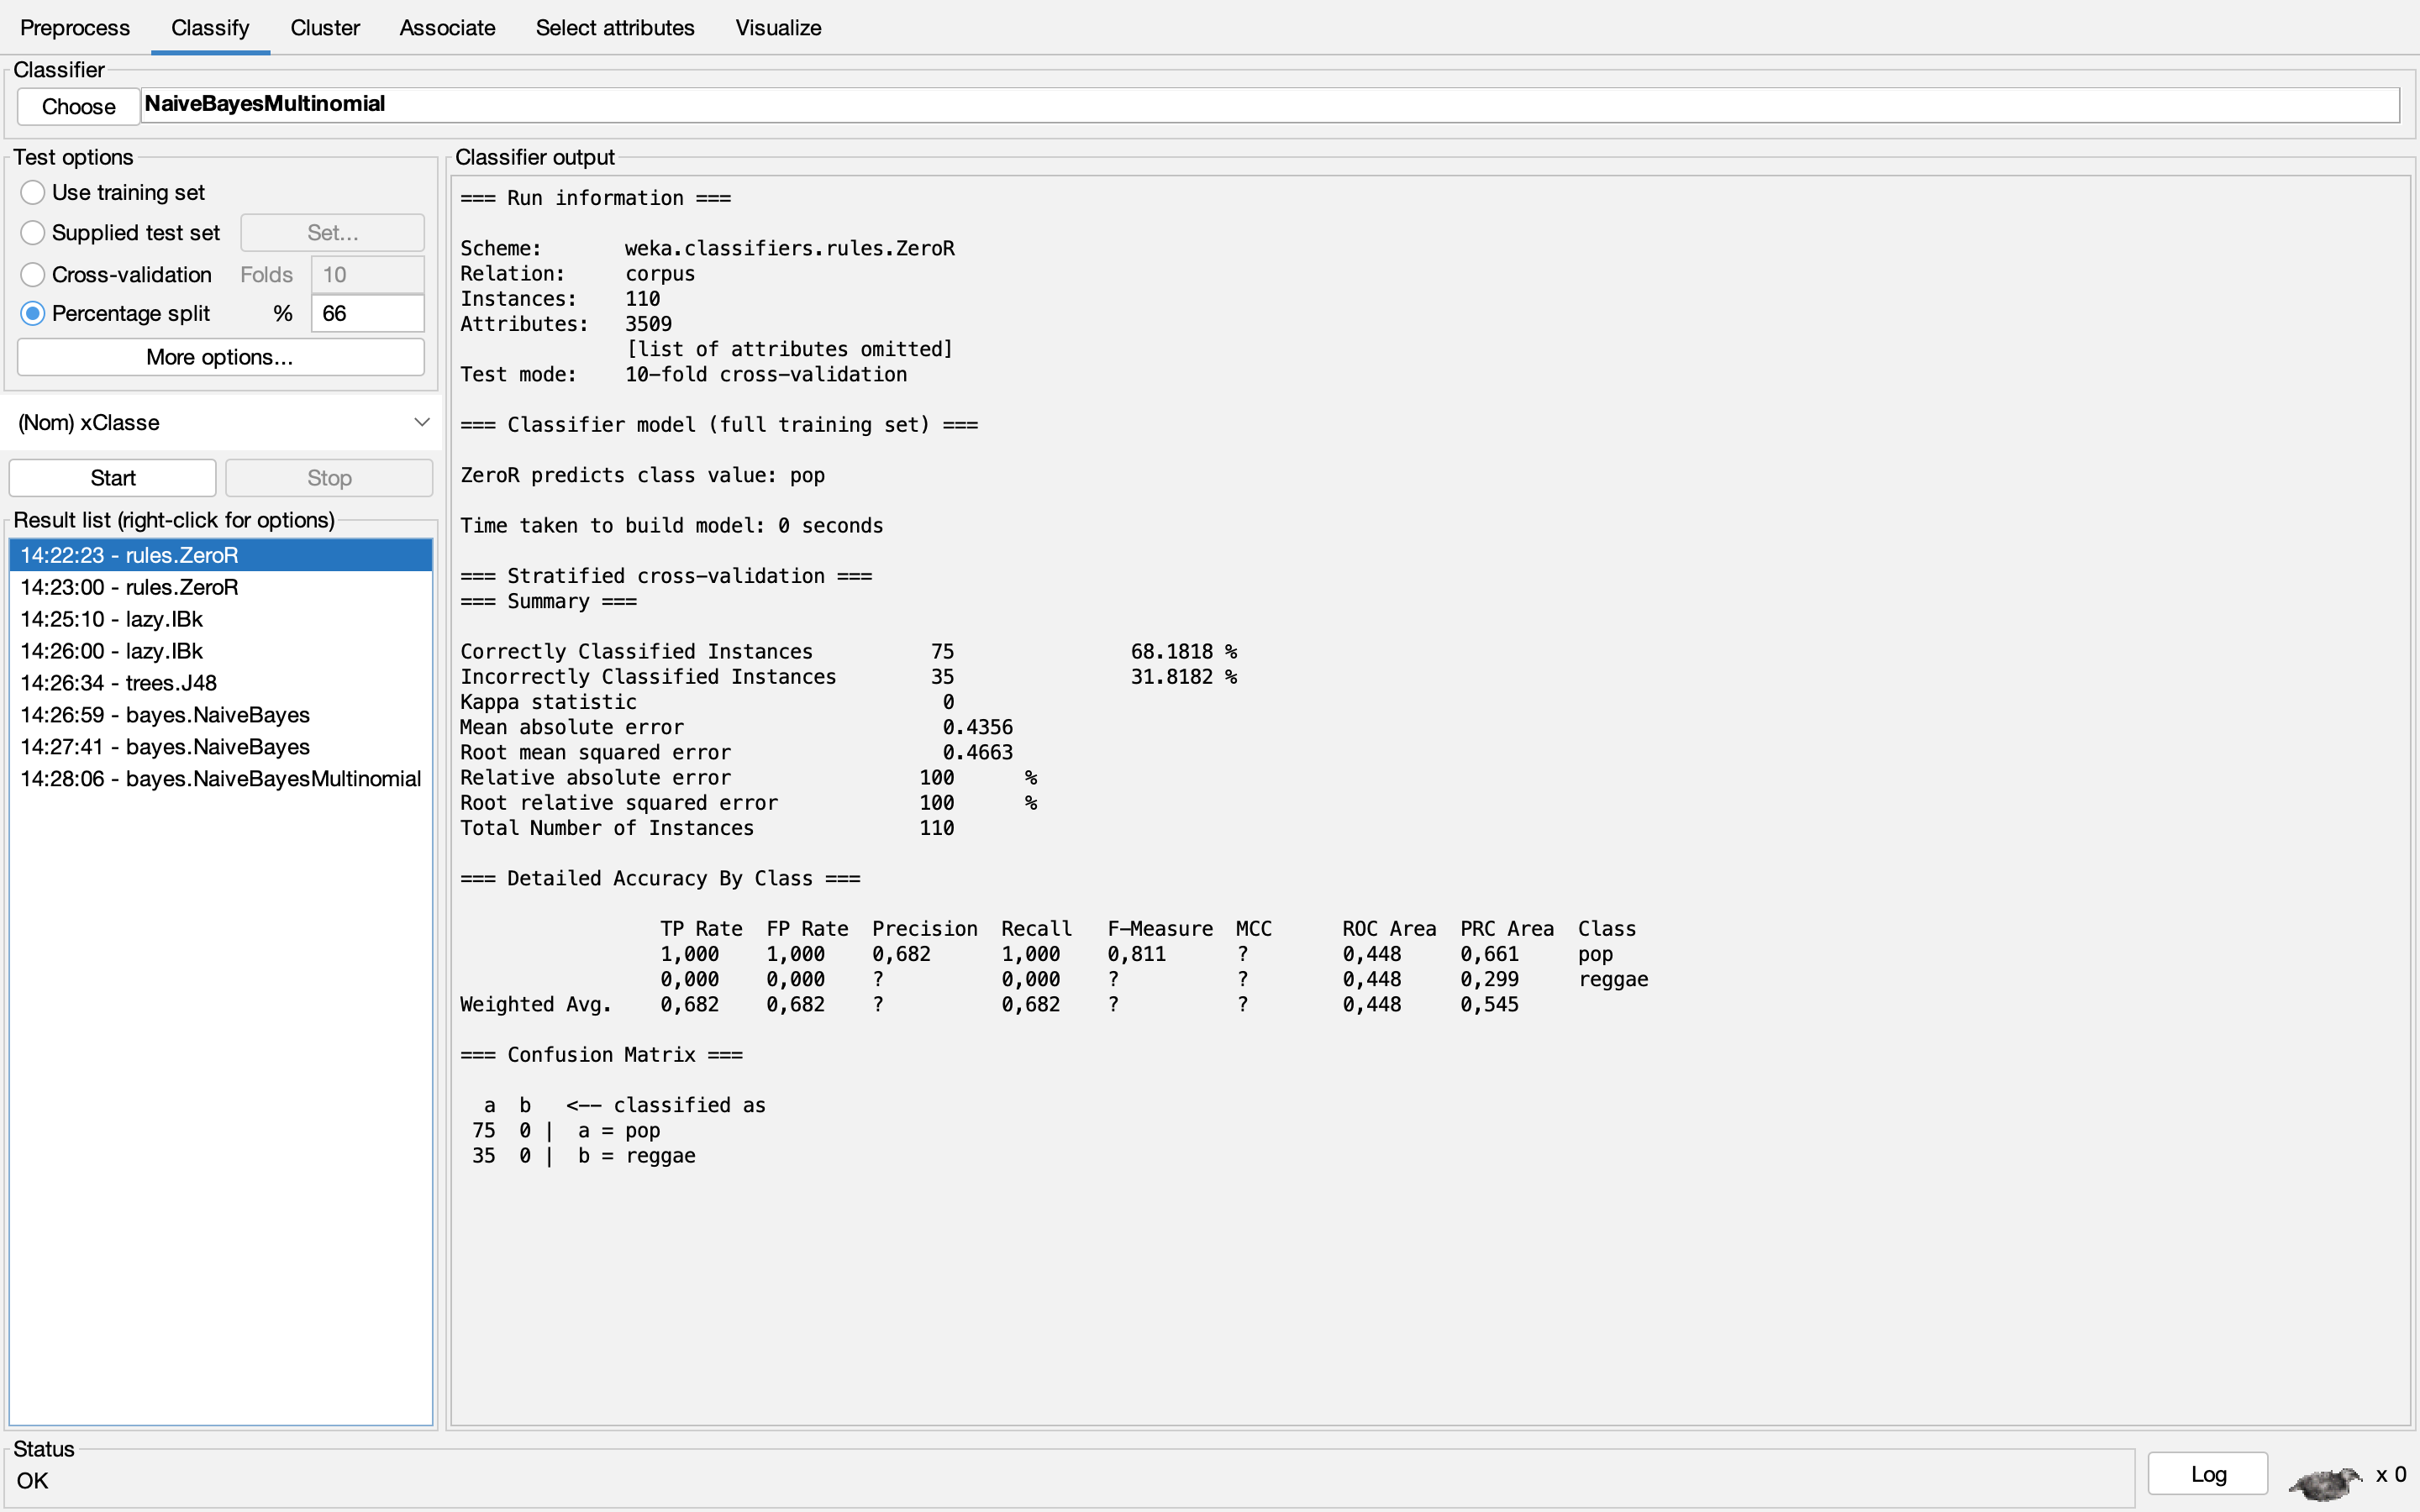 Preprocess Classify Cluster Associate Select attributes Visualize
Classifier
Choose NaiveBayesMultinomial
Test options
Use training set
Supplied test set Set...
Cross-validation Folds 10
Percentage split % 66
More options...
(Nom) xClasse
Start Stop
Result list (right-click for options)
14:22:23 - rules.ZeroR
14:23:00 - rules.ZeroR
14:25:10 - lazy.IBk
14:26:00 - lazy.IBk
14:26:34 - trees.J48
14:26:59 - bayes.NaiveBayes
14:27:41 - bayes.NaiveBayes
14:28:06 - bayes.NaiveBayesMultinomial
Classifier output
=== Run information ===
Scheme: weka.classifiers.rules.ZeroR
Relation: corpus
Instances: 110
Attributes: 3509
[list of attributes omitted]
Test mode: 10-fold cross-validation
=== Classifier model (full training set) ===
ZeroR predicts class value: pop
Time taken to build model: 0 seconds
=== Stratified cross-validation ===
=== Summary ===
Correctly Classified Instances 75 68.1818 %
Incorrectly Classified Instances 35 31.8182 %
Kappa statistic 0
Mean absolute error 0.4356
Root mean squared error 0.4663
Relative absolute error 100 %
Root relative squared error 100 %
Total Number of Instances 110
=== Detailed Accuracy By Class ===
TP Rate FP Rate Precision Recall F-Measure MCC ROC Area PRC Area Class
1,000 1,000 0,682 1,000 0,811 ? 0,448 0,661 pop
0,000 0,000 ? 0,000 ? ? 0,448 0,299 reggae
Weighted Avg. 0,682 0,682 ? 0,682 ? ? 0,448 0,545
=== Confusion Matrix ===
a b <-- classified as
75 0 | a = pop
35 0 | b = reggae
Status
OK
Log x 0